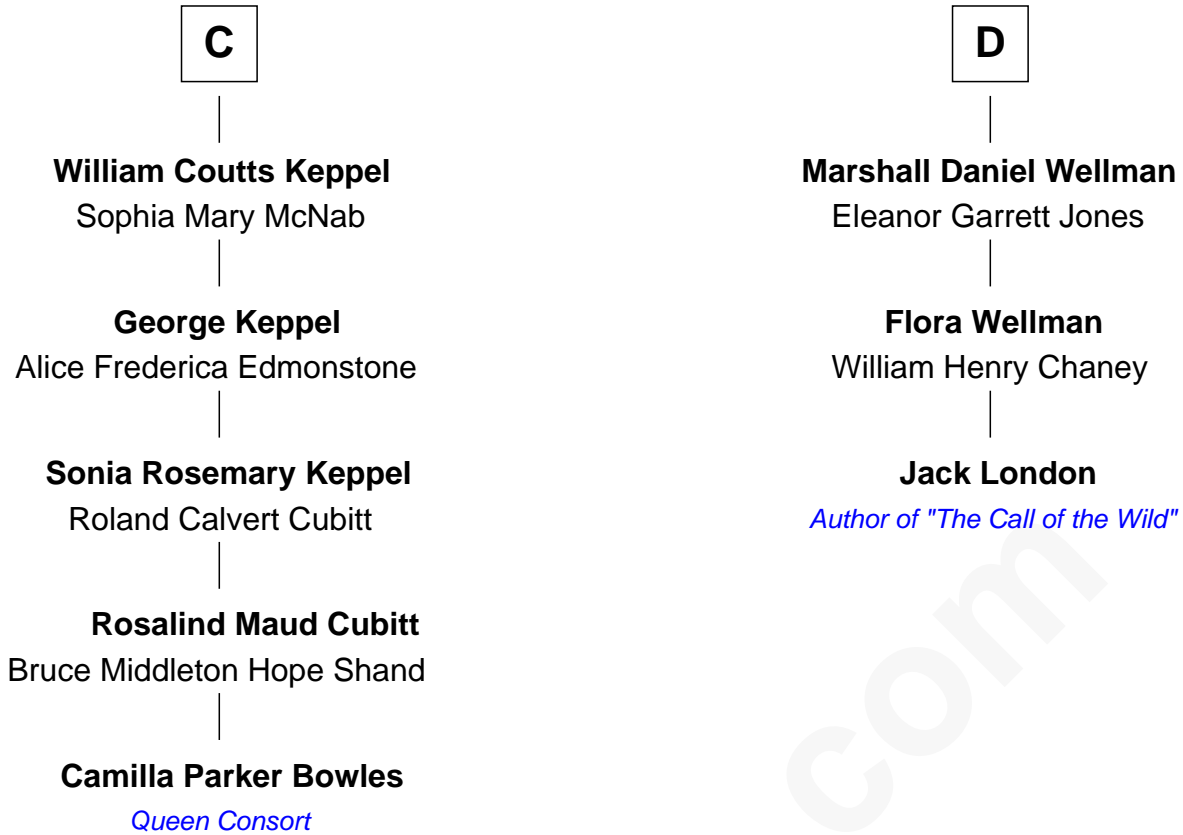 C
William Coutts Keppel
Sophia Mary McNab
George Keppel
Alice Frederica Edmonstone
Sonia Rosemary Keppel
Roland Calvert Cubitt
Rosalind Maud Cubitt
Bruce Middleton Hope Shand
Camilla Parker Bowles
Queen Consort
D
Marshall Daniel Wellman
Eleanor Garrett Jones
Flora Wellman
William Henry Chaney
Jack London
Author of "The Call of the Wild"
com